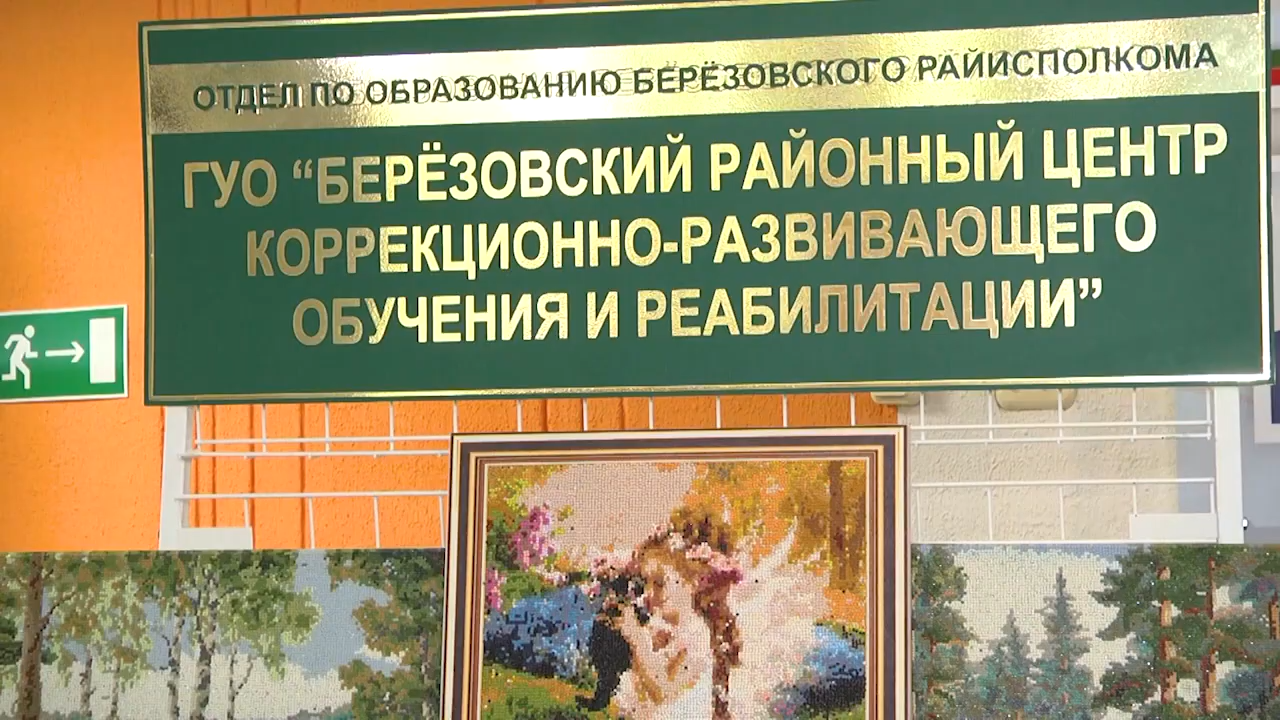 ОТДЕЛ ПО ОБРАЗОВАНИЮ БЕРЁЗОВСКОГО РАЙИСПОЛКОМА
ГУО “БЕРЁЗОВСКИЙ РАЙОННЫЙ ЦЕНТР
КОРРЕКЦИОННО-РАЗВИВАЮЩЕГО
ОБУЧЕНИЯ И РЕАБИЛИТАЦИИ”